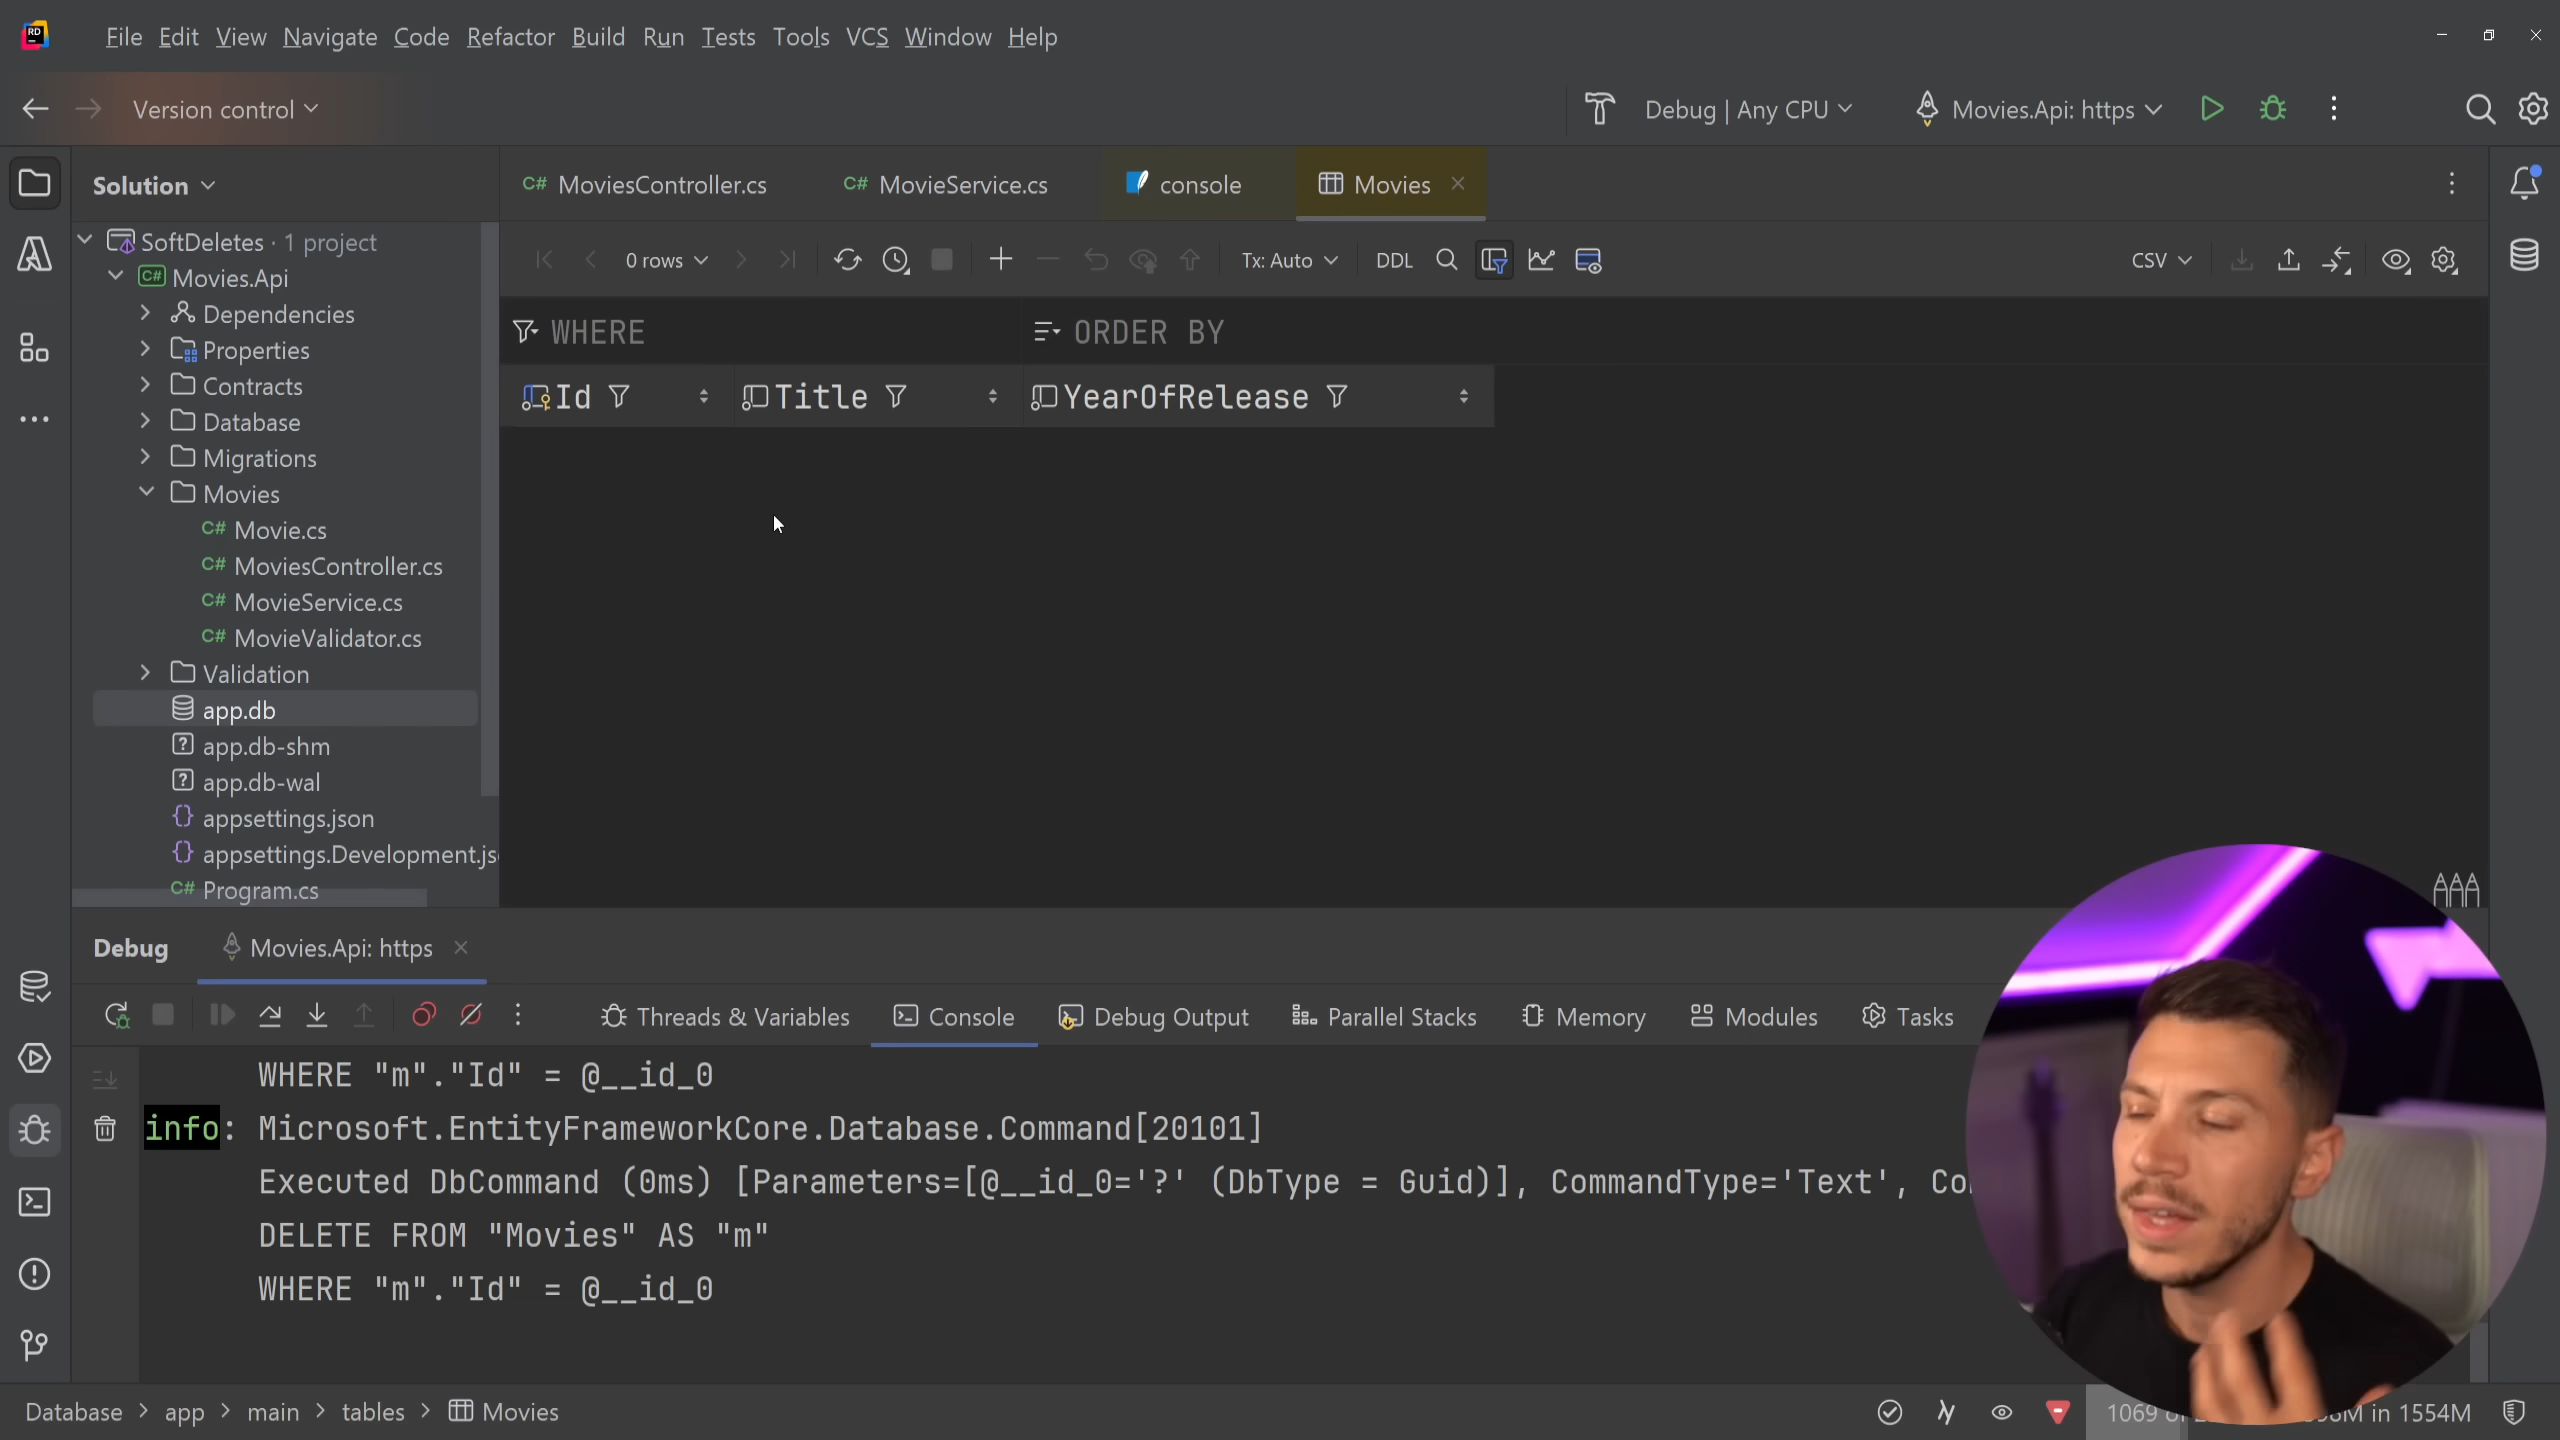 RD
File Edit View Navigate Code Refactor Build Run Tests Tools VCS Window Help
Version control
Debug | Any CPU
Movies.Api: https
Solution
C# MoviesController.cs
C# MovieService.cs
console
Movies
SoftDeletes · 1 project
C# Movies.Api
Dependencies
Properties
Contracts
Database
Migrations
Movies
C# Movie.cs
C# MoviesController.cs
C# MovieService.cs
C# MovieValidator.cs
Validation
app.db
? app.db-shm
? app.db-wal
{} appsettings.json
{} appsettings.Development.js
C# Program.cs
0 rows
Tx: Auto
DDL
CSV
WHERE
ORDER BY
Id
Title
YearOfRelease
Debug
Movies.Api: https
Threads & Variables
Console
Debug Output
Parallel Stacks
Memory
Modules
Tasks
WHERE "m"."Id" = @__id_0
info: Microsoft.EntityFrameworkCore.Database.Command[20101]
Executed DbCommand (0ms) [Parameters=[@__id_0='?' (DbType = Guid)], CommandType='Text', Co
DELETE FROM "Movies" AS "m"
WHERE "m"."Id" = @__id_0
Database > app > main > tables > Movies
1069 in 1554M